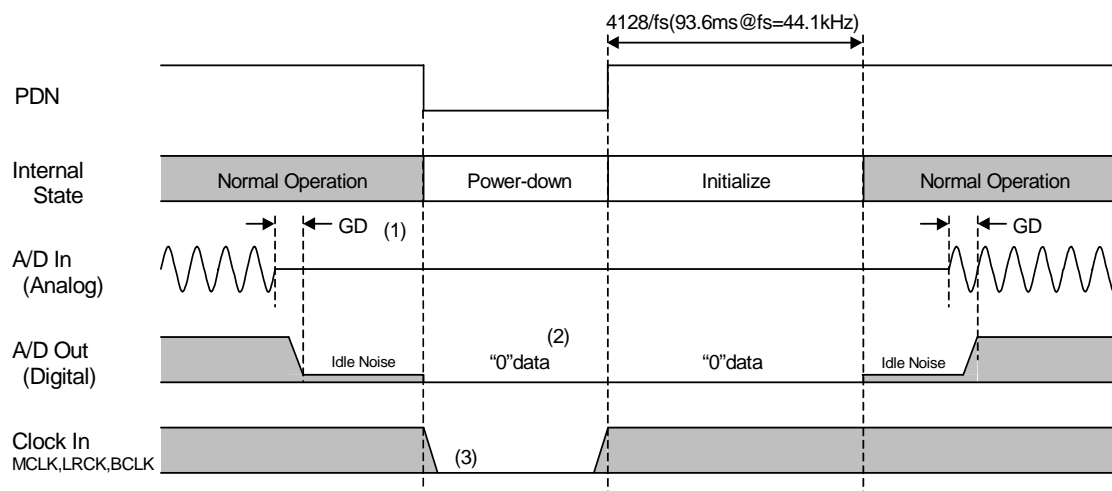 4128/fs(93.6ms@fs=44.1kHz)
PDN
Internal
State
Normal Operation
Power-down
Initialize
Normal Operation
GD
(1)
GD
A/D In
(Analog)
A/D Out
(Digital)
Idle Noise
(2)
“0”data
“0”data
Idle Noise
Clock In
MCLK,LRCK,BCLK
(3)